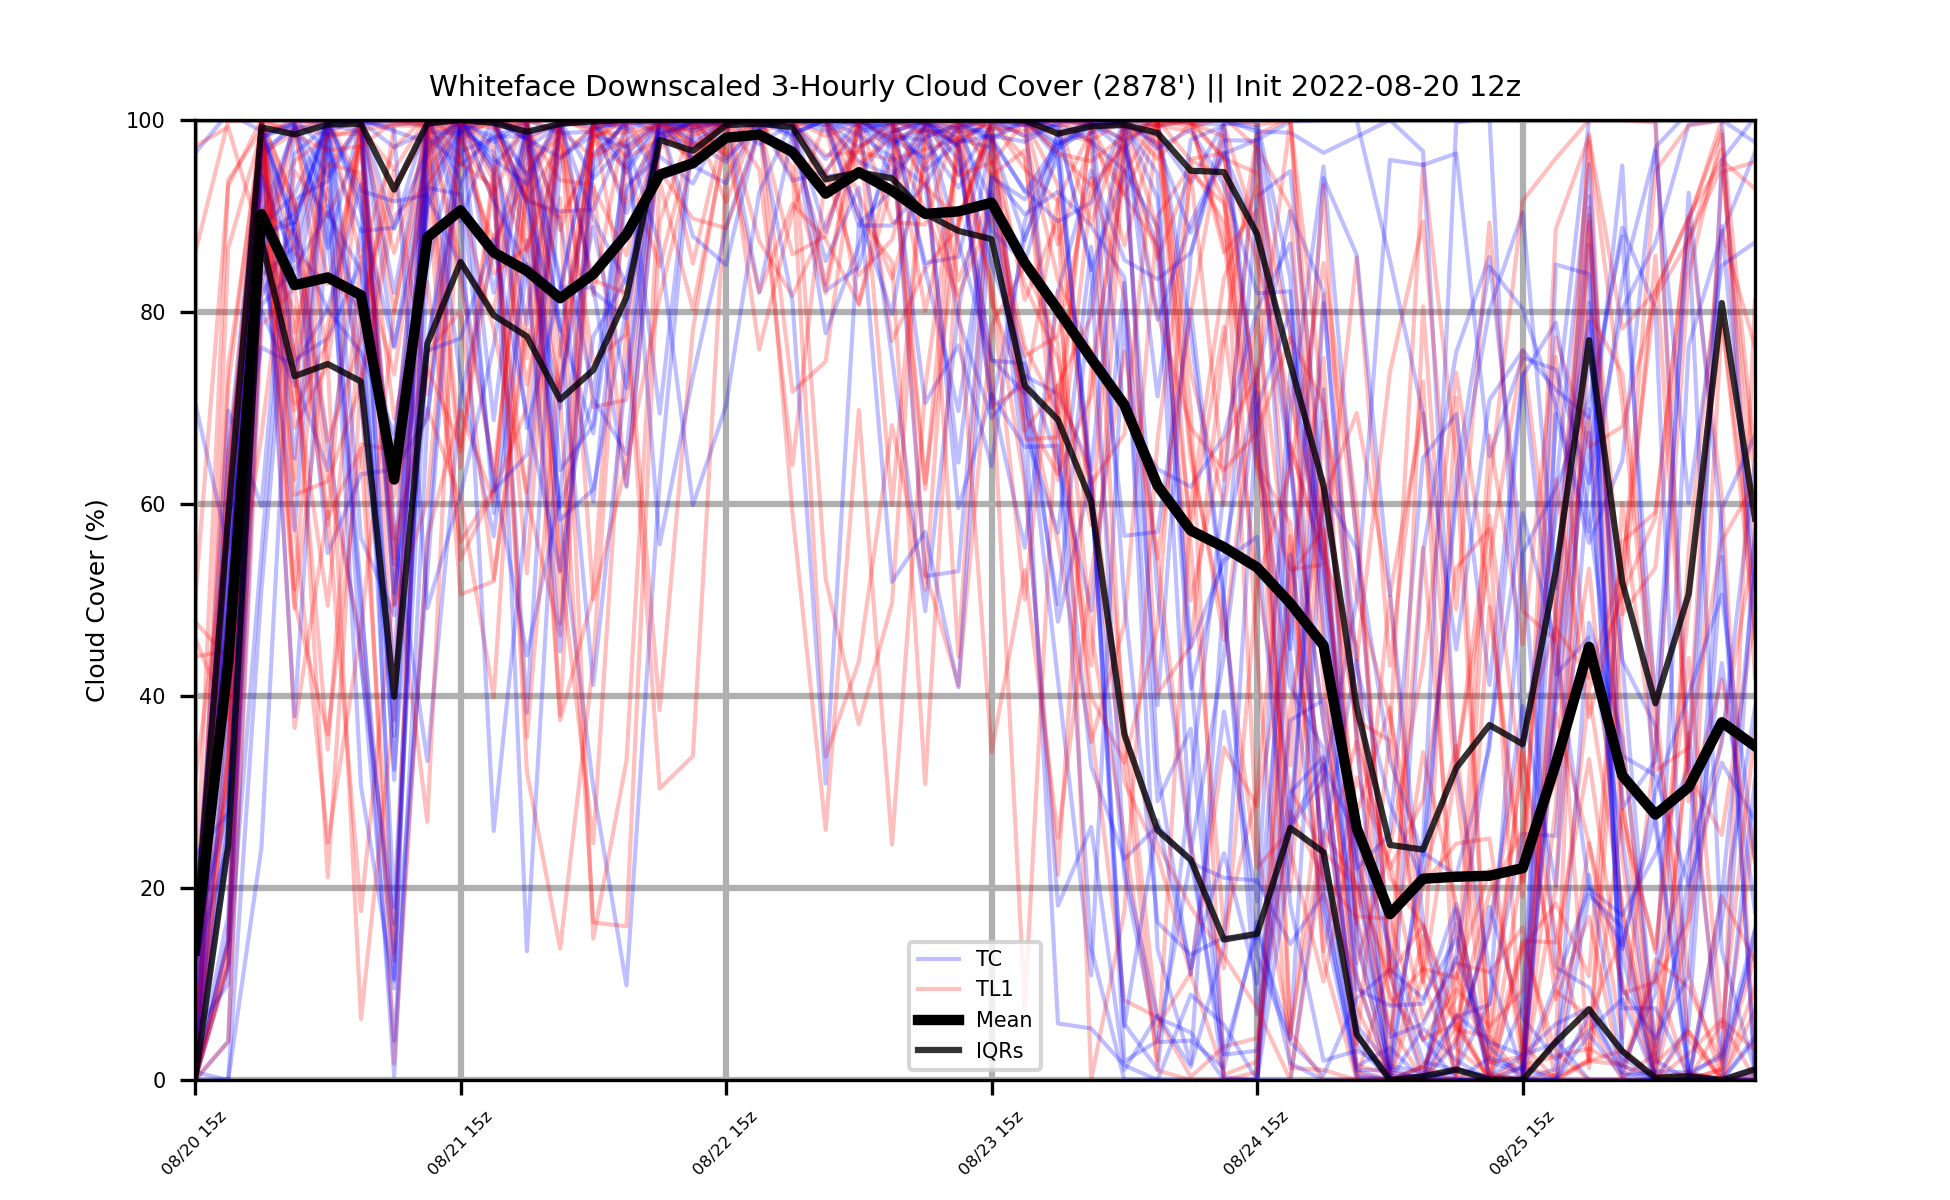 Whiteface Downscaled 3-Hourly Cloud Cover (2878') || Init 2022-08-20 12z
Cloud Cover (%)
100
80
60
40
20
0
TC
TL1
Mean
IQRs
08/20 15z
08/21 15z
08/22 15z
08/23 15z
08/24 15z
08/25 15z